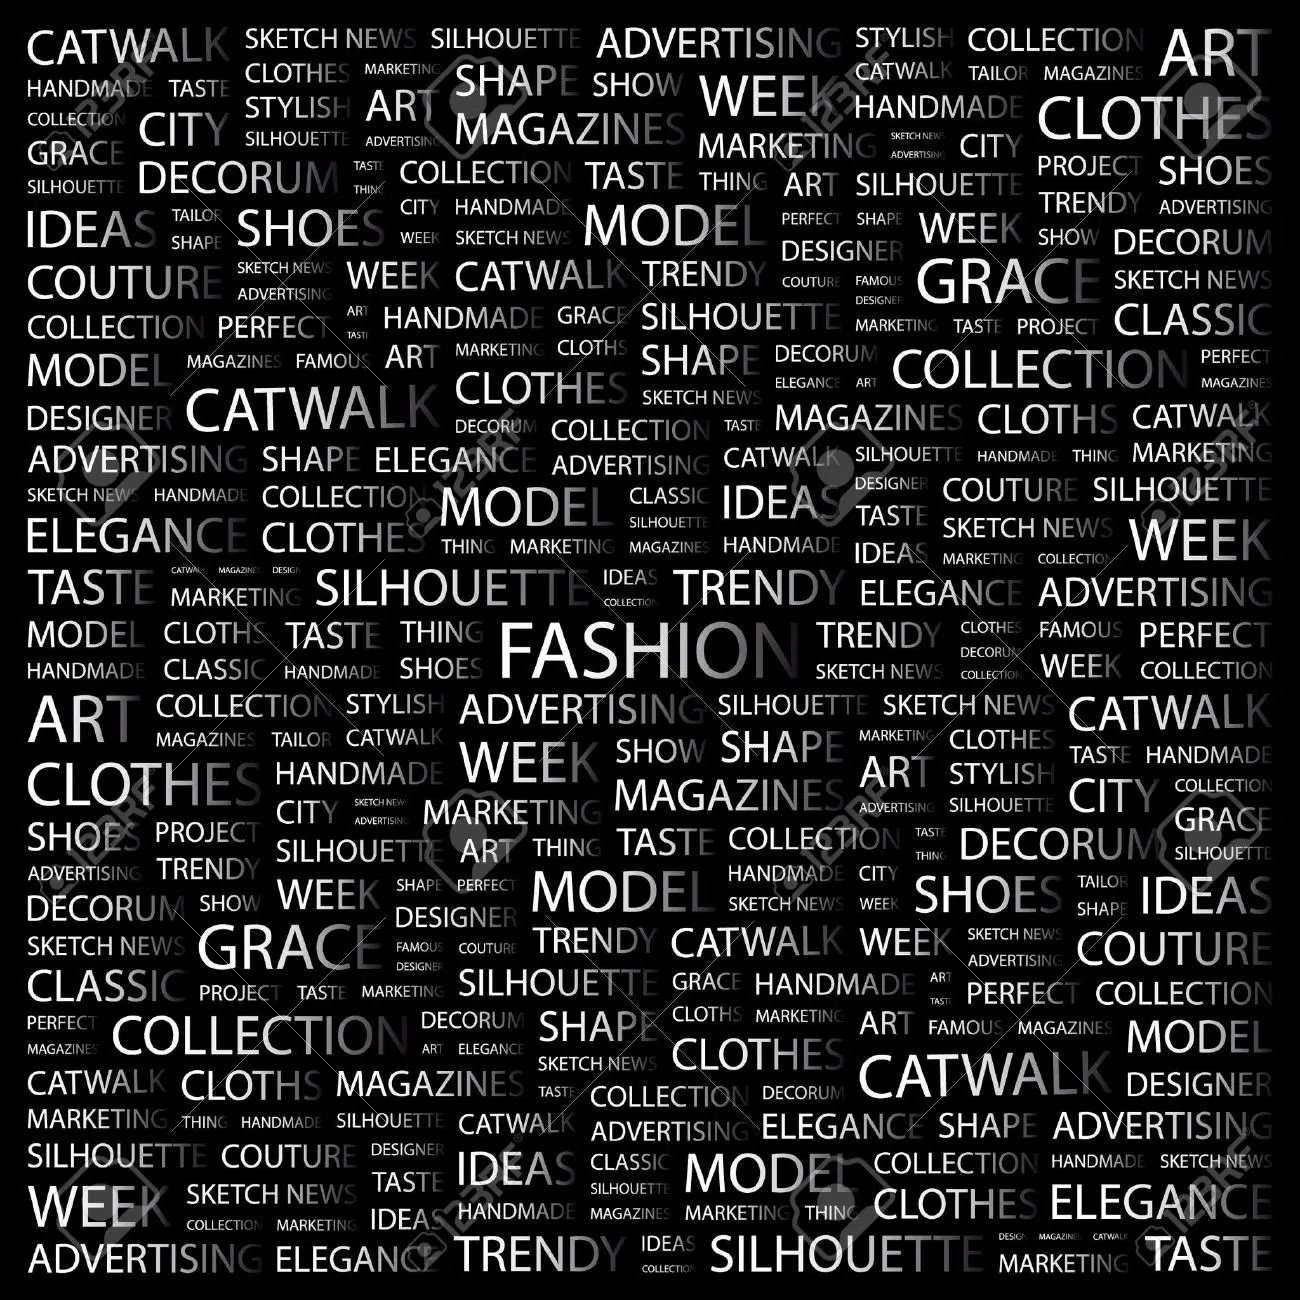 CATWALK SKETCH NEWS SILHOUETTE ADVERTISING STYLISH COLLECTION ART
HANDMADE TASTE CLOTHES MARKETING SHAPE SHOW WEEK CATWALK TAILOR MAGAZINES
COLLECTION CITY STYLISH ART MAGAZINES HANDMADE CLOTHES
GRACE SILHOUETTE ADVERTISING MARKETING SKETCH NEWS ADVERTISING CITY
SILHOUETTE DECORUM TASTE THING COLLECTION TASTE THING ART SILHOUETTE PROJECT SHOES
IDEAS TAILOR SHOES CITY HANDMADE MODEL PERFECT SHAPE WEEK TRENDY ADVERTISING
SHAPE WEEK SKETCH NEWS DESIGNER SHOW DECORUM
COUTURE SKETCH NEWS WEEK CATWALK TRENDY COUTURE FAMOUS GRACE SKETCH NEWS
ADVERTISING DESIGNER
COLLECTION PERFECT ART TASTE HANDMADE GRACE SILHOUETTE MARKETING TASTE PROJECT CLASSIC
MODEL MAGAZINES FAMOUS ART MARKETING CLOTHS SHAPE DECORUM COLLECTION PERFECT
CATWALK CLOTHES SKETCH NEWS ELEGANCE ART MAGAZINES
DESIGNER DECORUM COLLECTION TASTE MAGAZINES CLOTHS CATWALK
ADVERTISING SHAPE ELEGANCE ADVERTISING CATWALK SILHOUETTE HANDMADE THING MARKETING
SKETCH NEWS HANDMADE COLLECTION MODEL CLASSIC IDEAS DESIGNER COUTURE SILHOUETTE
SILHOUETTE TASTE SKETCH NEWS
ELEGANCE CLOTHES THING MARKETING MAGAZINES HANDMADE IDEAS MARKETING COLLECTION WEEK
TASTE CATWALK MAGAZINES DESIGN SILHOUETTE IDEAS TRENDY ELEGANCE ADVERTISING
MARKETING COLLECTION
MODEL CLOTHS TASTE THING FASHION TRENDY CLOTHES FAMOUS PERFECT
HANDMADE CLASSIC HANDMADE SHOES SKETCH NEWS DECORUM COLLECTION WEEK COLLECTION
ART COLLECTION STYLISH ADVERTISING SILHOUETTE SKETCH NEWS CATWALK
MAGAZINES TAILOR CATWALK WEEK SHOW SHAPE MARKETING CLOTHES TASTE HANDMADE
CLOTHES HANDMADE MAGAZINES ART STYLISH CITY COLLECTION
CITY SKETCH NEWS ADVERTISING MARKETING ADVERTISING SILHOUETTE GRACE
SHOES PROJECT SILHOUETTE ART THING TASTE COLLECTION TASTE THING DECORUM SILHOUETTE
ADVERTISING TRENDY WEEK SHAPE PERFECT MODEL HANDMADE CITY SHOES TAILOR IDEAS
DECORUM SHOW DESIGNER SKETCH NEWS WEEK SHAPE
SKETCH NEWS GRACE FAMOUS COUTURE TRENDY CATWALK WEEK SKETCH NEWS COUTURE
DESIGNER ADVERTISING
CLASSIC PROJECT TASTE MARKETING SILHOUETTE GRACE HANDMADE ART TASTE PERFECT COLLECTION
PERFECT COLLECTION DECORUM SHAPE CLOTHS MARKETING ART FAMOUS MAGAZINES MODEL
MAGAZINES ART ELEGANCE SKETCH NEWS CLOTHES CATWALK
CATWALK CLOTHS MAGAZINES TASTE COLLECTION DECORUM DESIGNER
MARKETING THING HANDMADE SILHOUETTE CATWALK ADVERTISING ELEGANCE SHAPE ADVERTISING
SILHOUETTE COUTURE DESIGNER IDEAS CLASSIC MODEL COLLECTION HANDMADE SKETCH NEWS
WEEK SKETCH NEWS TASTE SILHOUETTE CLOTHES ELEGANCE
COLLECTION MARKETING IDEAS HANDMADE MAGAZINES MARKETING THING
ADVERTISING ELEGANCE TRENDY IDEAS SILHOUETTE DESIGN MAGAZINES CATWALK TASTE
COLLECTION MARKETING
123RF